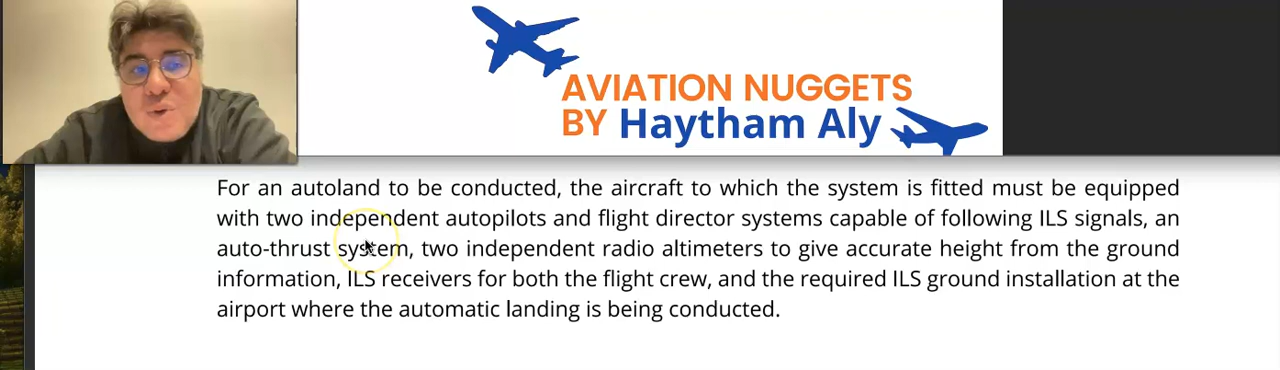 AVIATION NUGGETS
BY Haytham Aly
For an autoland to be conducted, the aircraft to which the system is fitted must be equipped
with two independent autopilots and flight director systems capable of following ILS signals, an
auto-thrust system, two independent radio altimeters to give accurate height from the ground
information, ILS receivers for both the flight crew, and the required ILS ground installation at the
airport where the automatic landing is being conducted.